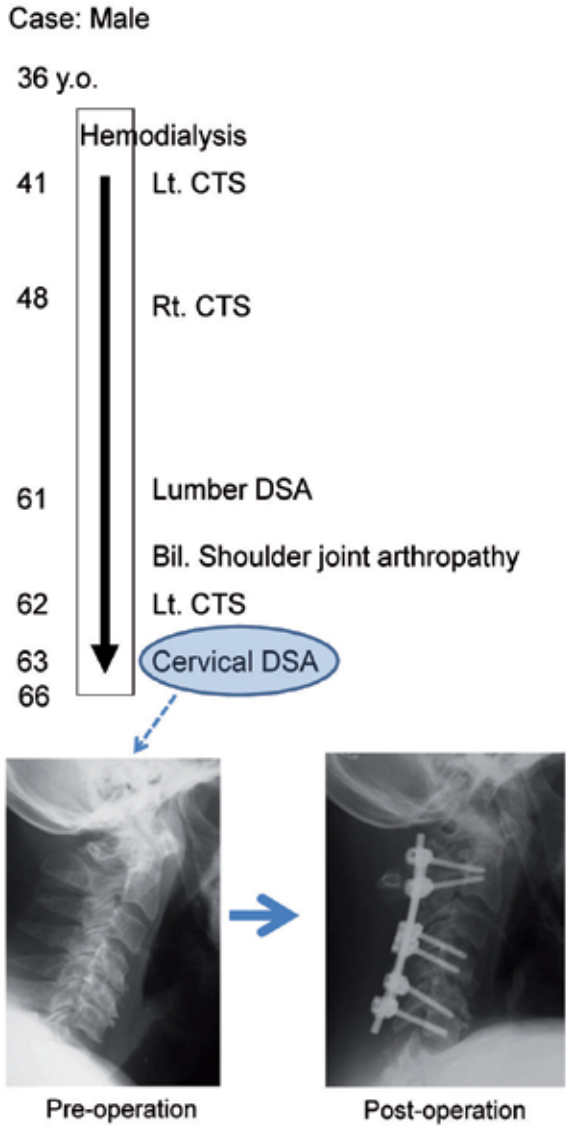 Case: Male
36 y.o.
Hemodialysis
41 Lt. CTS
48 Rt. CTS
61 Lumber DSA
Bil. Shoulder joint arthropathy
62 Lt. CTS
63 Cervical DSA
66
Pre-operation Post-operation